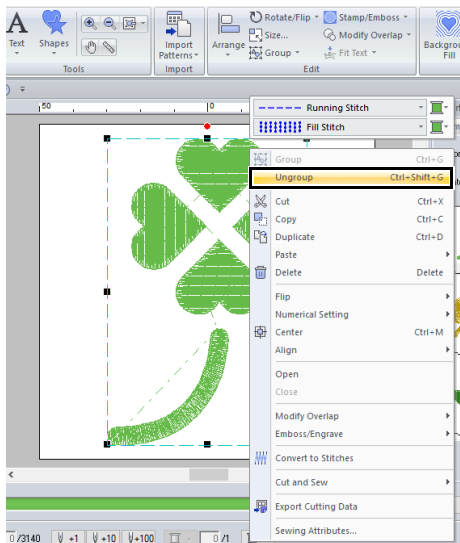 Rotate/Flip Stamp/Emboss
Size... Modify Overlap
Text Shapes Import Patterns Arrange Group Fit Text Fill
Tools Import Edit
50 0
Running Stitch
Fill Stitch
Group Ctrl+G
Ungroup Ctrl+Shift+G
Cut Ctrl+X
Copy Ctrl+C
Duplicate Ctrl+D
Paste
Delete Delete
Flip
Numerical Setting
Center Ctrl+M
Align
Open
Close
Modify Overlap
Emboss/Engrave
Convert to Stitches
Cut and Sew
Export Cutting Data
Sewing Attributes...
0 /3140 +1 +10 +100 0 /1